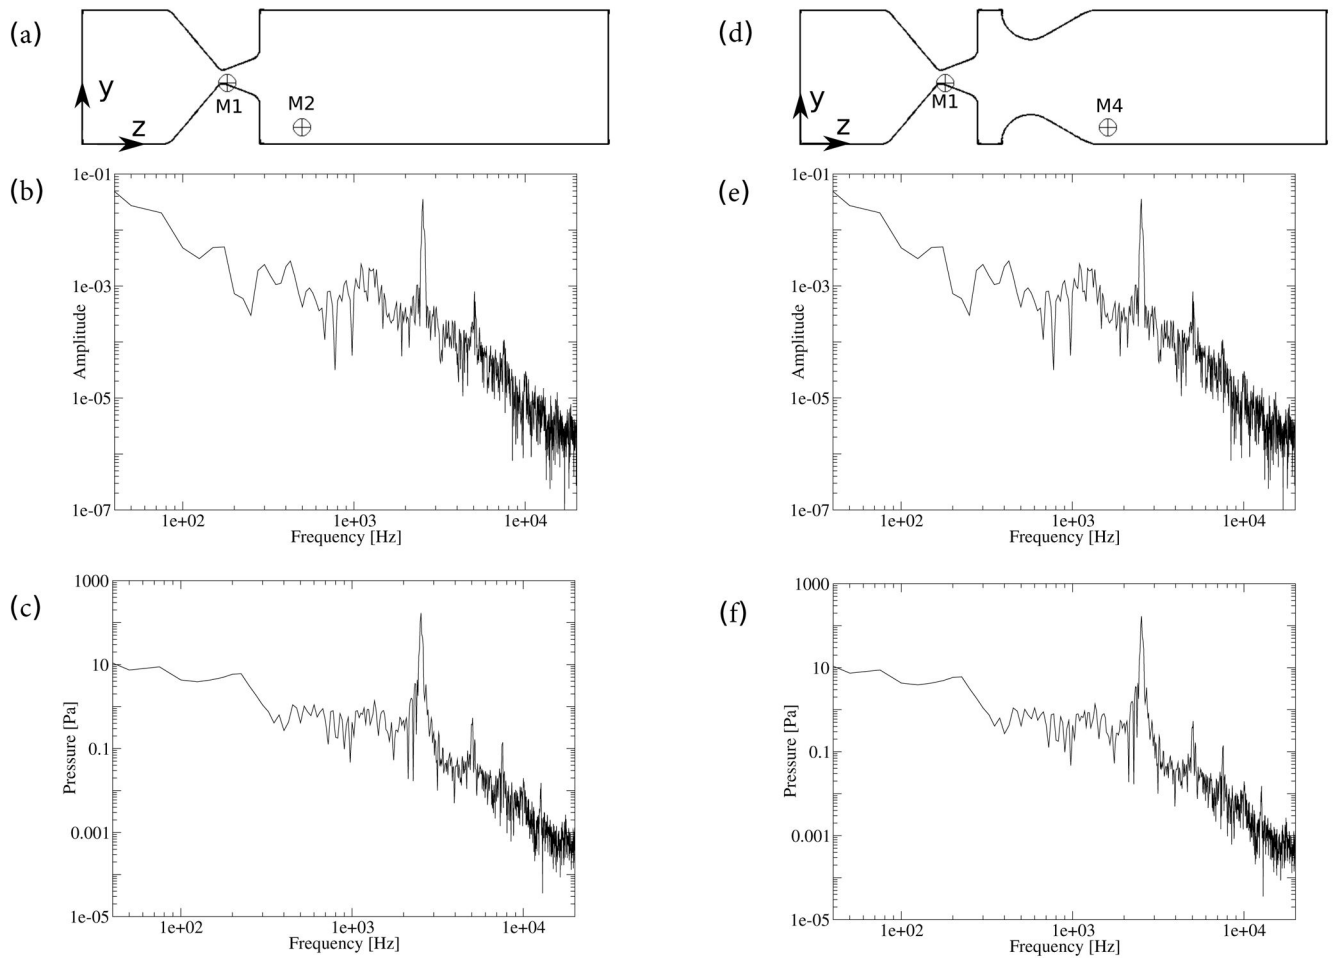 (a)
y
z
M1
M2
(d)
y
z
M1
M4
(b)
1e-01
1e-03
1e-05
1e-07
Amplitude
1e+02
1e+03
1e+04
Frequency [Hz]
(e)
1e-01
1e-03
1e-05
1e-07
Amplitude
1e+02
1e+03
1e+04
Frequency [Hz]
(c)
1000
10
0.1
0.001
1e-05
Pressure [Pa]
1e+02
1e+03
1e+04
Frequency [Hz]
(f)
1000
10
0.1
0.001
1e-05
Pressure [Pa]
1e+02
1e+03
1e+04
Frequency [Hz]